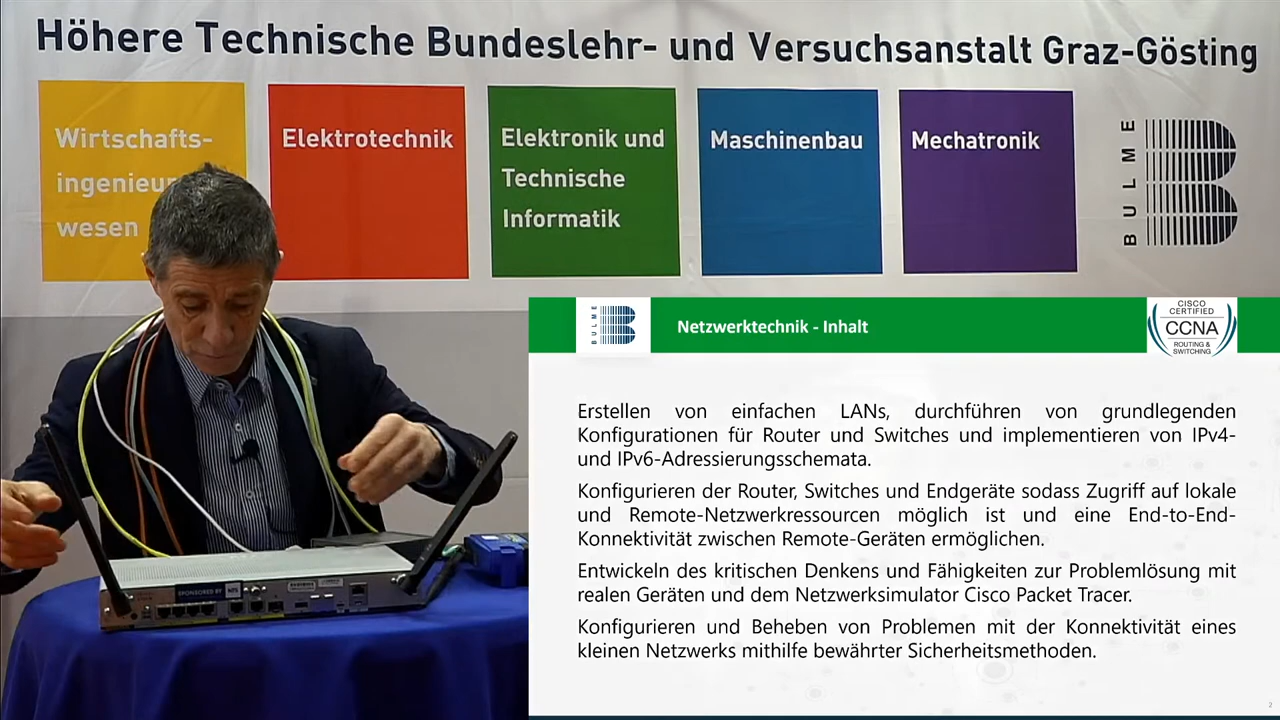 Höhere Technische Bundeslehr- und Versuchsanstalt Graz-Gösting
Wirtschafts-
ingenieur
wesen
Elektrotechnik
Elektronik und
Technische
Informatik
Maschinenbau
Mechatronik
BULME
BULME
Netzwerktechnik - Inhalt
CISCO
CERTIFIED
CCNA
ROUTING &
SWITCHING
Erstellen von einfachen LANs, durchführen von grundlegenden
Konfigurationen für Router und Switches und implementieren von IPv4-
und IPv6-Adressierungsschemata.
Konfigurieren der Router, Switches und Endgeräte sodass Zugriff auf lokale
und Remote-Netzwerkressourcen möglich ist und eine End-to-End-
Konnektivität zwischen Remote-Geräten ermöglichen.
Entwickeln des kritischen Denkens und Fähigkeiten zur Problemlösung mit
realen Geräten und dem Netzwerksimulator Cisco Packet Tracer.
Konfigurieren und Beheben von Problemen mit der Konnektivität eines
kleinen Netzwerks mithilfe bewährter Sicherheitsmethoden.
2
SPONSORED BY